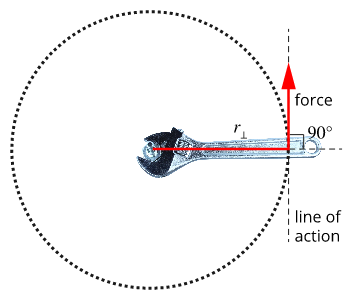 force
r⊥
90°
line of
action